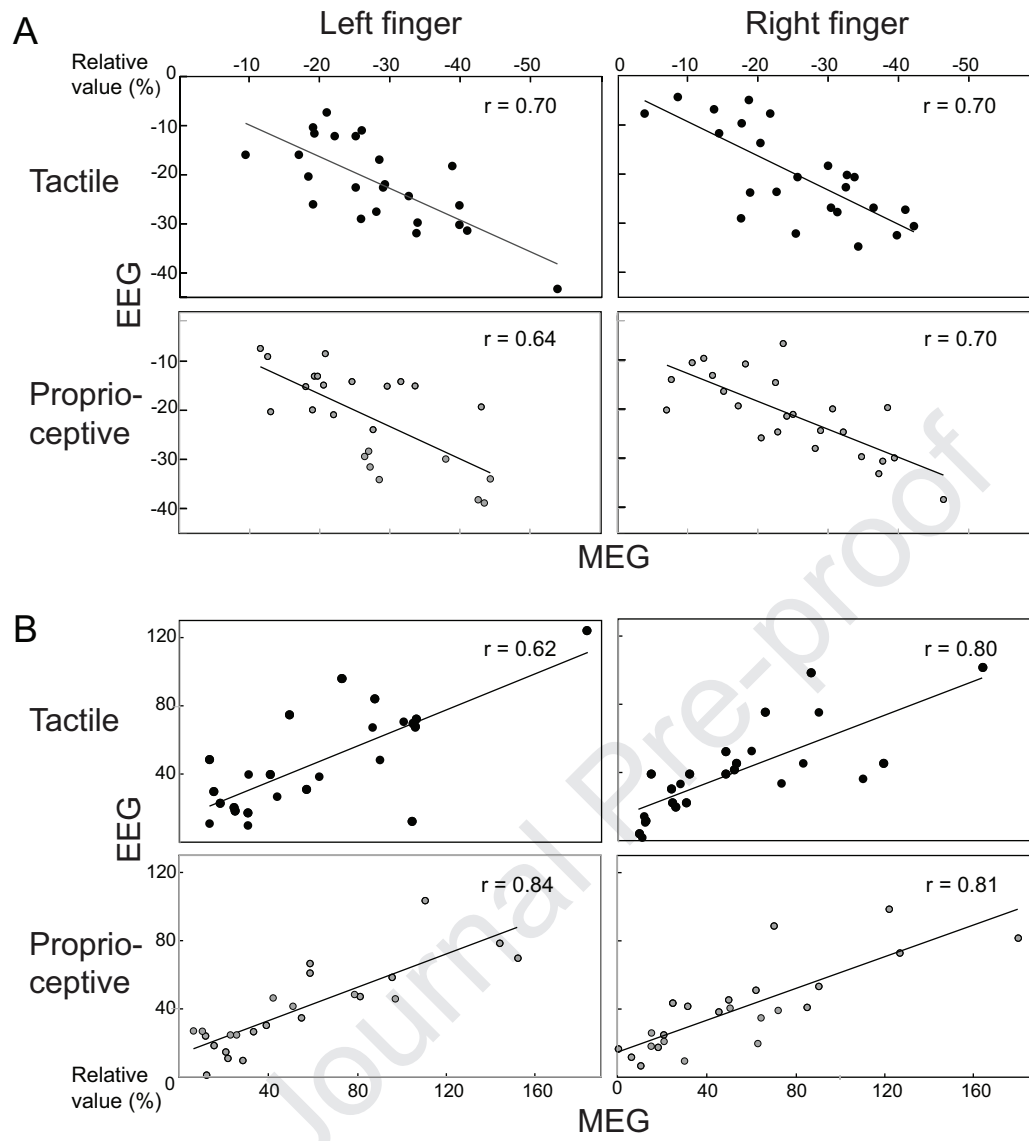 A
Left finger
Right finger
Relative
value (%)
-10
-20
-30
-40
-50
0
-10
-20
-30
-40
-50
0
-10
-20
-30
-40
r = 0.70
r = 0.70
Tactile
EEG
Proprio-
ceptive
-10
-20
-30
-40
r = 0.64
r = 0.70
MEG
B
120
80
40
r = 0.62
r = 0.80
Tactile
EEG
Proprio-
ceptive
120
80
40
0
r = 0.84
r = 0.81
Relative
value (%)
40
80
120
160
0
40
80
120
160
MEG
Journal Pre-proof